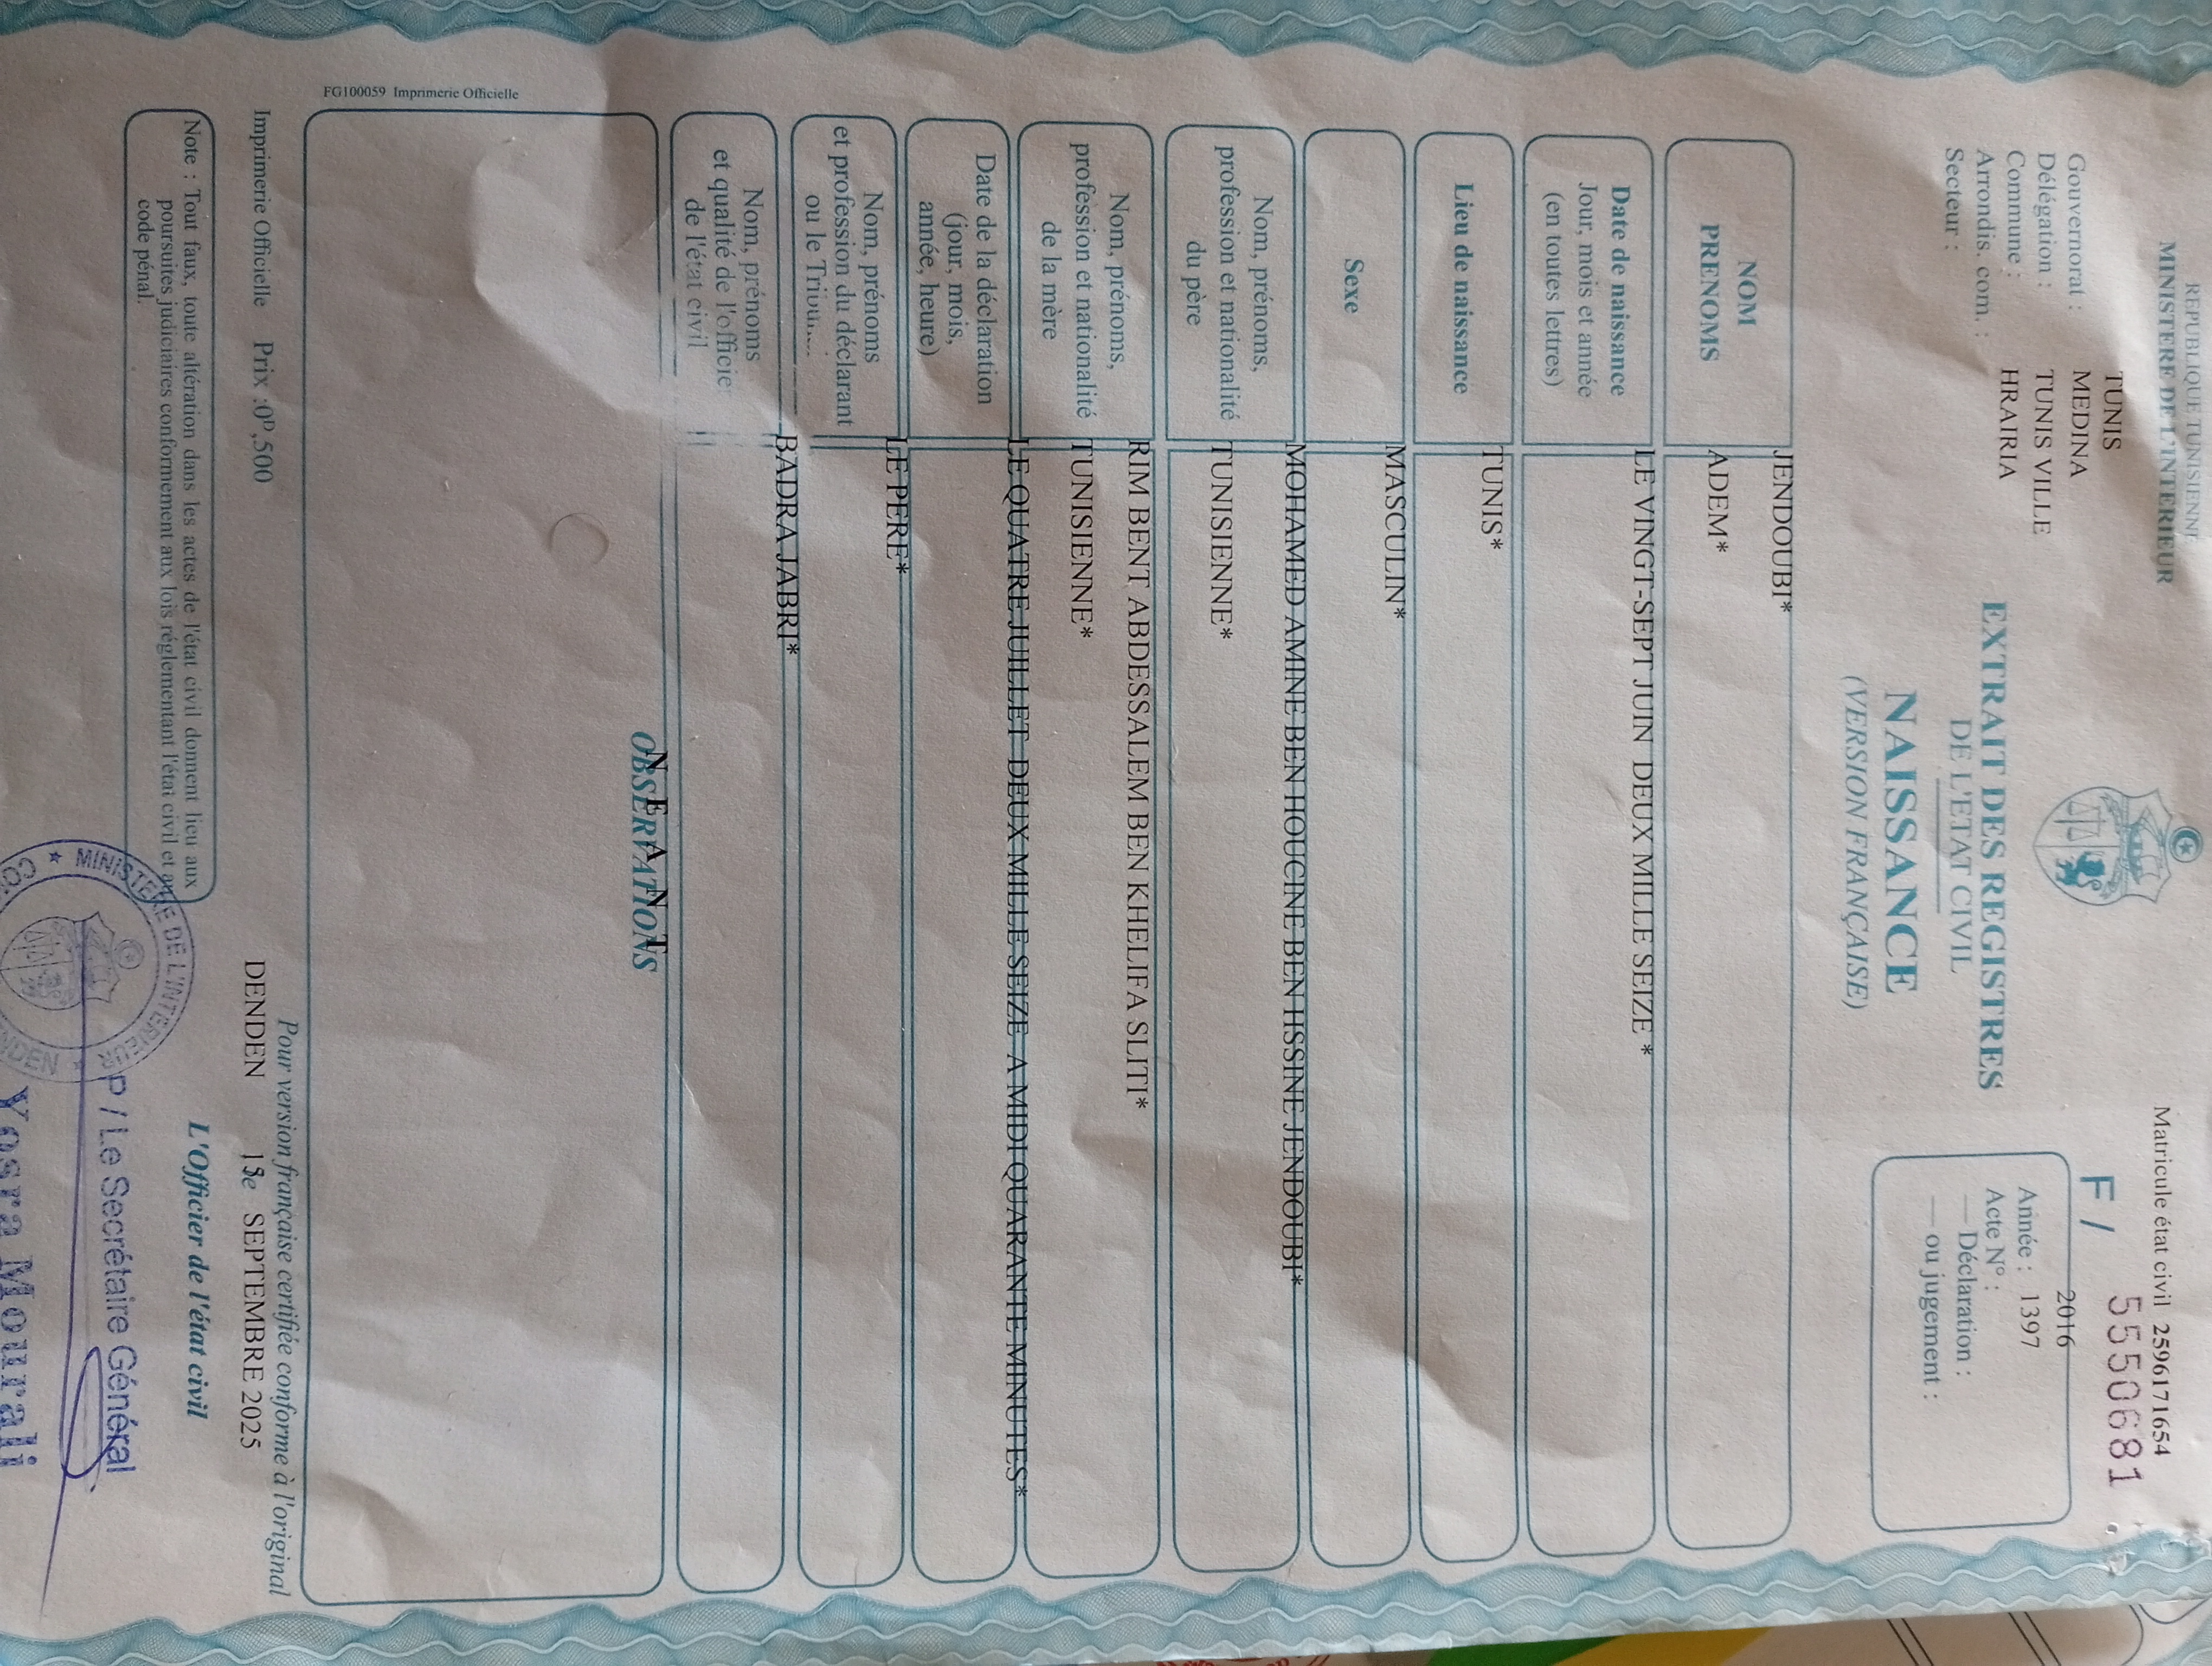 REPUBLIQUE TUNISIENNE
MINISTERE DE L'INTERIEUR
Matricule état civil 2596171654
F / 55506681
Gouvernorat : TUNIS
Délégation : MEDINA
Commune : TUNIS VILLE
Arrondis. com. : HRAIRIA
Secteur :
2016
Année : 1397
Acte N° :
— Déclaration :
— ou jugement :
EXTRAIT DES REGISTRES
DE L'ETAT CIVIL
NAISSANCE
(VERSION FRANÇAISE)
JENDOUBI*
NOM
PRENOMS
ADEM*
LE VINGT-SEPT JUIN DEUX MILLE SEIZE *
Date de naissance
Jour, mois et année
(en toutes lettres)
TUNIS*
Lieu de naissance
MASCULIN*
Sexe
MOHAMED AMINE BEN HOUCINE BEN HSSINE JENDOUBI*
Nom, prénoms,
profession et nationalité
du père
TUNISIENNE*
RIM BENT ABDESSALEM BEN KHELIFA SLITI*
Nom, prénoms,
profession et nationalité
de la mère
TUNISIENNE*
LE QUATRE JUILLET DEUX MILLE SEIZE A MIDI QUARANTE MINUTES*
Date de la déclaration
(jour, mois,
année, heure)
LE PERE*
Nom, prénoms
et profession du déclarant
ou le
BADRA JABRI*
Nom, prénoms
et qualité de l'officie
de l'état civil
N E A N T
OBSERVATIONS
FG100059 Imprimerie Officielle
Pour version française certifiée conforme à l'original
Imprimerie Officielle Prix :0ᴰ,500
DENDEN SEPTEMBRE 2025
L'Officier de l'état civil
Note : Tout faux, toute altération dans les actes de l'état civil donnent lieu aux
poursuites judiciaires conformement aux lois réglementant l'état civil et au
code pénal.
MINISTERE DE L'INTERIEUR
P / Le Secrétaire Général
Yosra Mourali